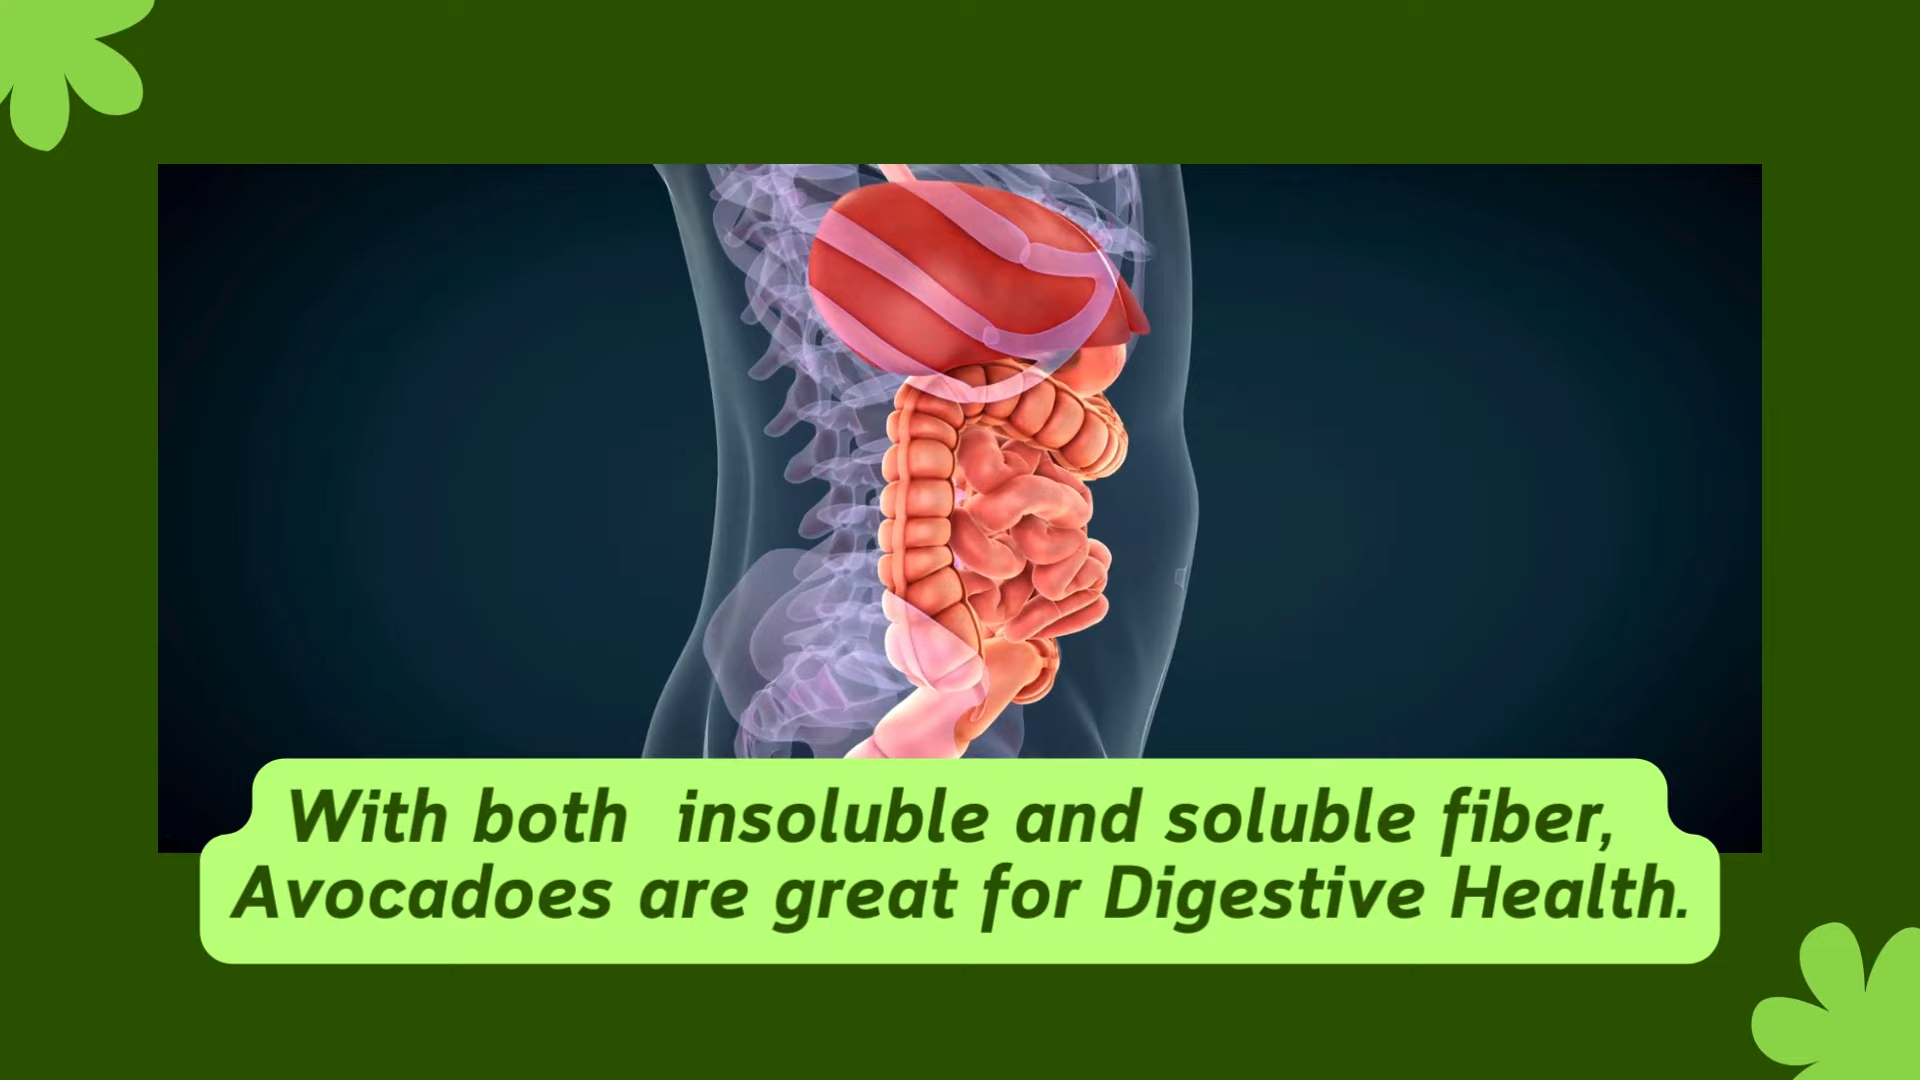 With both  insoluble and soluble fiber,
Avocadoes are great for Digestive Health.